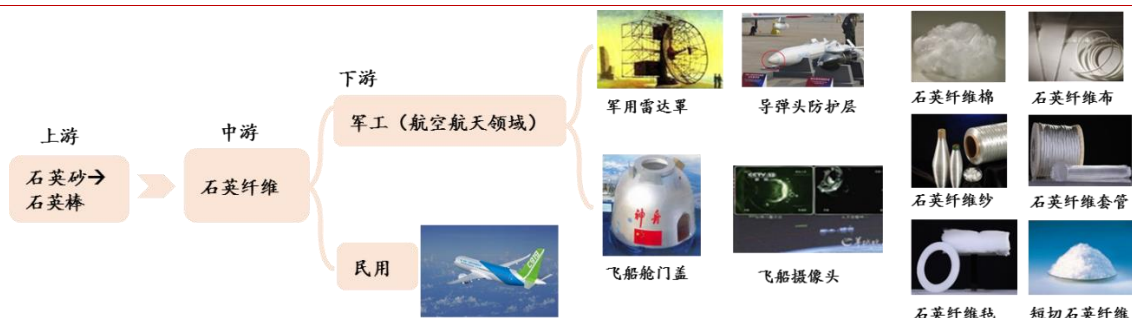 上游
石英砂→
石英棒
中游
石英纤维
下游
军工（航空航天领域）
民用
军用雷达罩
导弹头防护层
神舟
飞船舱门盖
CCTV-13
飞船摄像头
石英纤维棉
石英纤维布
石英纤维纱
石英纤维套管
石英纤维毡
短切石英纤维